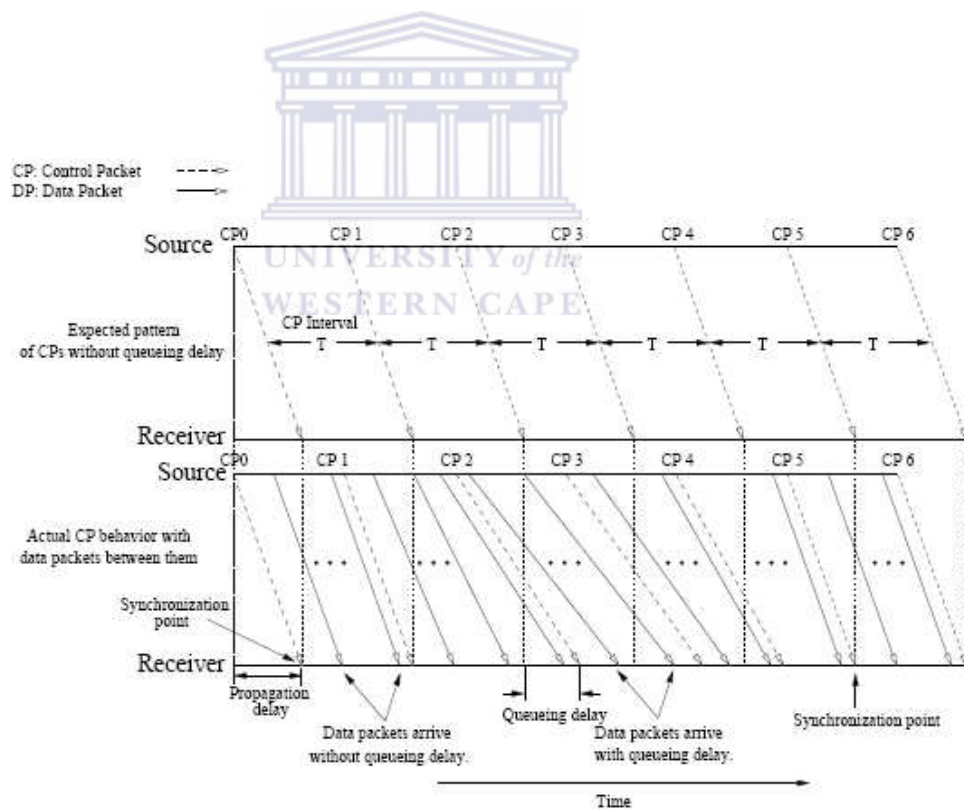 CP: Control Packet
DP: Data Packet
Source
CP0 CP 1 CP 2 CP 3 CP 4 CP 5 CP 6
UNIVERSITY of the
WESTERN CAPE
CP Interval
Expected pattern
of CPs without queueing delay
T T T T T T
Receiver
Source
CP0 CP 1 CP 2 CP 3 CP 4 CP 5 CP 6
Actual CP behavior with
data packets between them
Synchronization
point
Receiver
Propagation
delay
Queueing delay
Synchronization point
Data packets arrive
without queueing delay.
Data packets arrive
with queueing delay.
Time